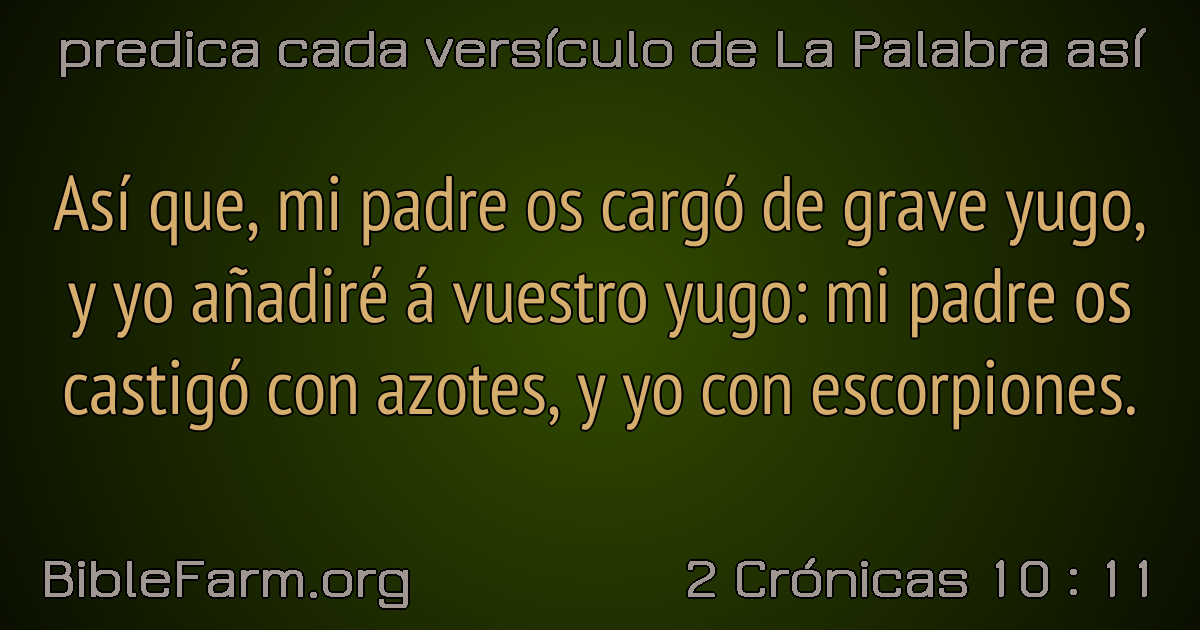 predica cada versículo de La Palabra así
Así que, mi padre os cargó de grave yugo,
y yo añadiré á vuestro yugo: mi padre os
castigó con azotes, y yo con escorpiones.
BibleFarm.org
2 Crónicas 10 : 11